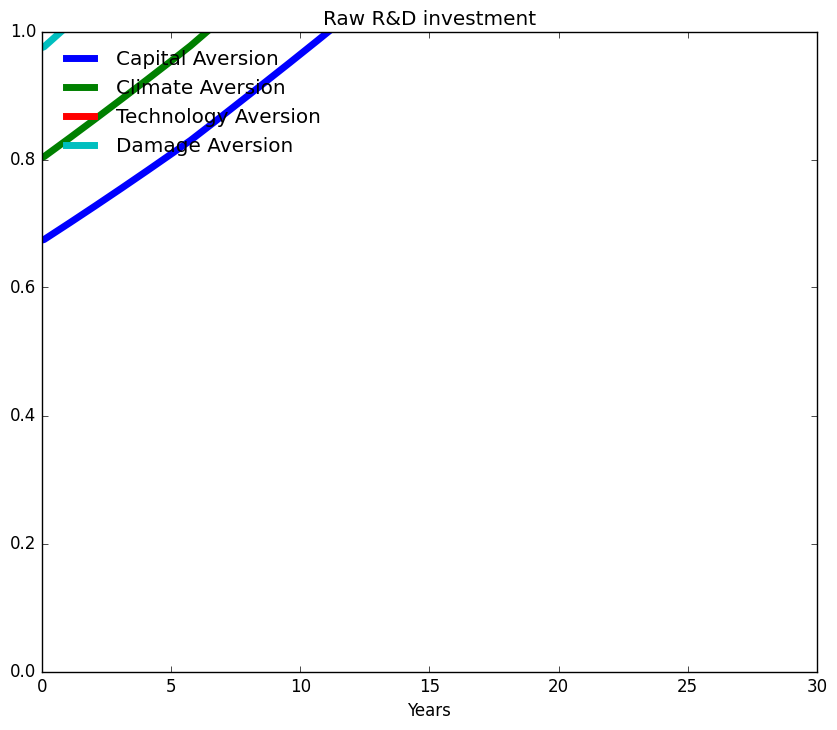 Raw R&D investment
1.0
Capital Aversion
Climate Aversion
Technology Aversion
Damage Aversion
0.8
0.6
0.4
0.2
0.0
0 5 10 15 20 25 30
Years